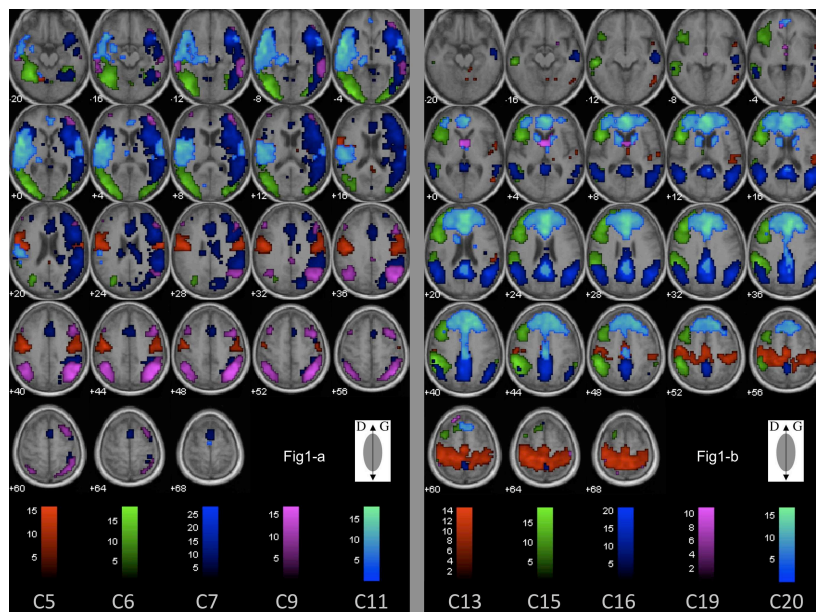 -20 -16 -12 -8 -4
+0 +4 +8 +12 +16
+20 +24 +28 +32 +36
+40 +44 +48 +52 +56
D G
Fig1-a
+60 +64 +68
15 10 5
15 10 5
25 20 15 10 5
15 10 5
15 10 5
C5 C6 C7 C9 C11
-20 -16 -12 -8 -4
+0 +4 +8 +12 +16
+20 +24 +28 +32 +36
+40 +44 +48 +52 +56
D G
Fig1-b
+60 +64 +68
14 12 10 8 6 4 2
15 10 5
20 15 10 5
10 8 6 4 2
15 10 5
C13 C15 C16 C19 C20